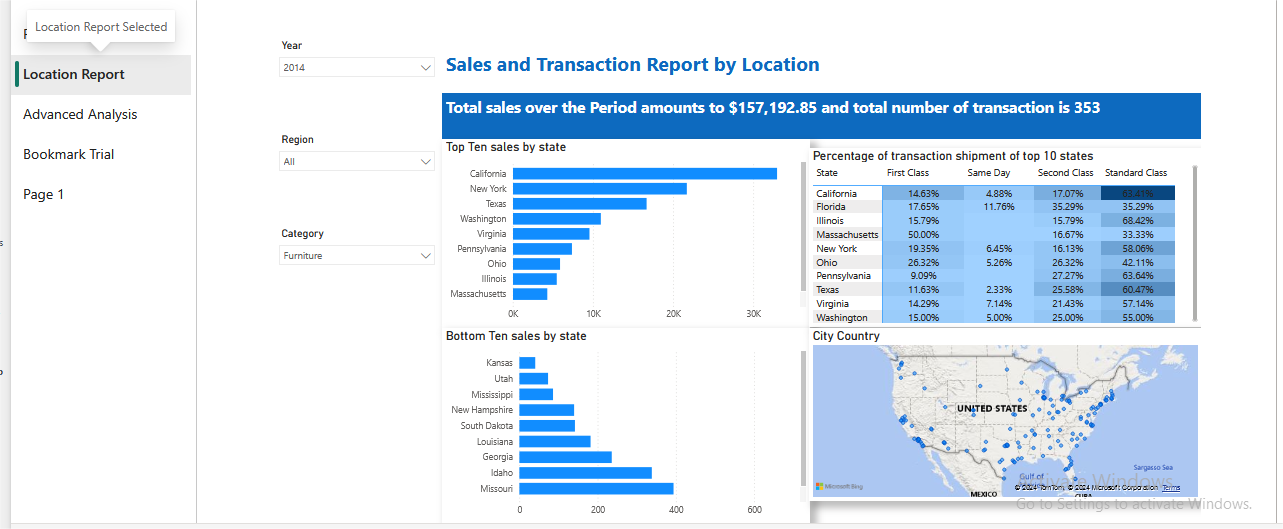 Location Report Selected
Location Report
Advanced Analysis
Bookmark Trial
Page 1
Year
2014
Region
All
Category
Furniture
Sales and Transaction Report by Location
Total sales over the Period amounts to $157,192.85 and total number of transaction is 353
Top Ten sales by state
California
New York
Texas
Washington
Virginia
Pennsylvania
Ohio
Illinois
Massachusetts
0K 10K 20K 30K
Percentage of transaction shipment of top 10 states
State First Class Same Day Second Class Standard Class
California 14.63% 4.88% 17.07% 63.41%
Florida 17.65% 11.76% 35.29% 35.29%
Illinois 15.79% 15.79% 68.42%
Massachusetts 50.00% 16.67% 33.33%
New York 19.35% 6.45% 16.13% 58.06%
Ohio 26.32% 5.26% 26.32% 42.11%
Pennsylvania 9.09% 27.27% 63.64%
Texas 11.63% 2.33% 25.58% 60.47%
Virginia 14.29% 7.14% 21.43% 57.14%
Washington 15.00% 5.00% 25.00% 55.00%
Bottom Ten sales by state
Kansas
Utah
Mississippi
New Hampshire
South Dakota
Louisiana
Georgia
Idaho
Missouri
0 200 400 600
City Country
UNITED STATES
Sargasso Sea
Gulf of
MEXICO
CUBA
Microsoft Bing
© 2024 TomTom, © 2024 Microsoft Corporation Terms
Activate Windows
Go to Settings to activate Windows.